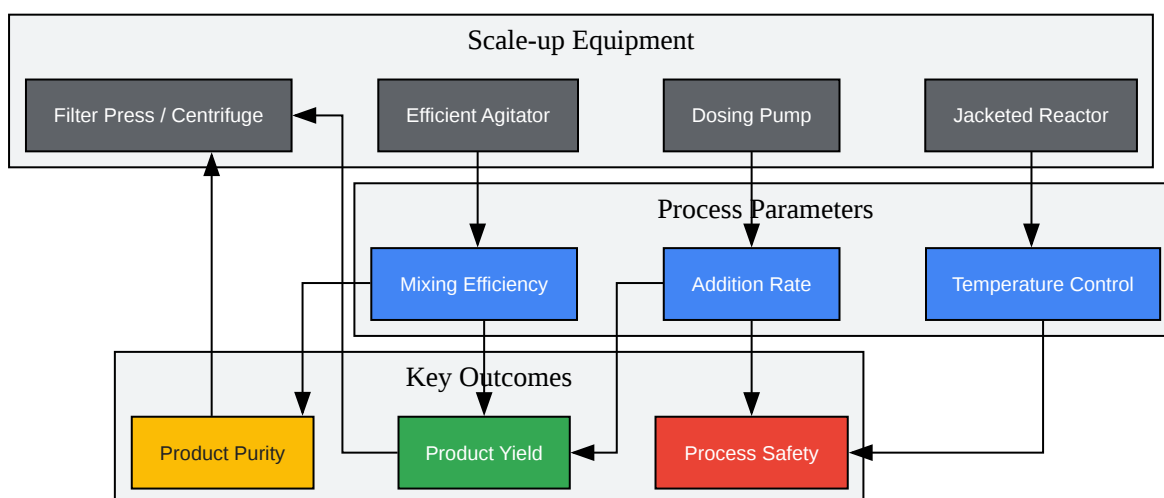 Scale-up Equipment
Filter Press / Centrifuge
Efficient Agitator
Dosing Pump
Jacketed Reactor
Process Parameters
Mixing Efficiency
Addition Rate
Temperature Control
Key Outcomes
Product Purity
Product Yield
Process Safety